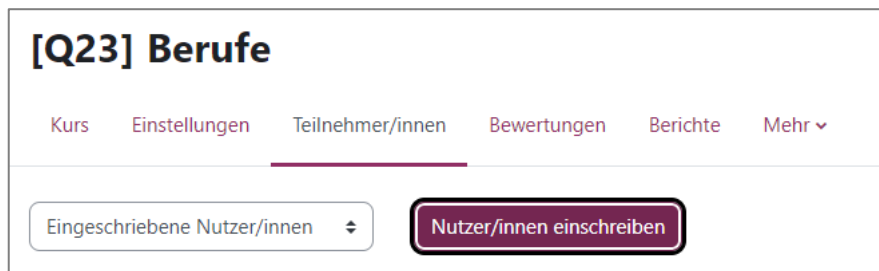 [Q23] Berufe
Kurs Einstellungen Teilnehmer/innen Bewertungen Berichte Mehr
Eingeschriebene Nutzer/innen Nutzer/innen einschreiben